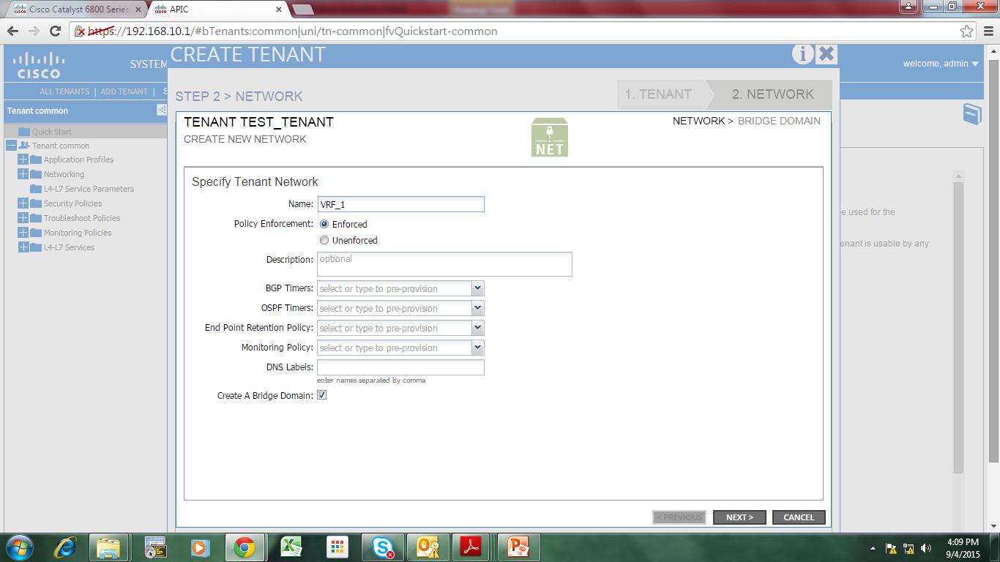 Cisco Catalyst 6800 Series
APIC
https://192.168.10.1/#bTenants:common|uni/tn-common|fvQuickstart-common
CISCO
SYSTEM
CREATE TENANT
i
welcome, admin
ALL TENANTS | ADD TENANT | S
STEP 2 > NETWORK
1. TENANT
2. NETWORK
Tenant common
TENANT TEST_TENANT
NETWORK > BRIDGE DOMAIN
CREATE NEW NETWORK
NET
Quick Start
Tenant common
Application Profiles
Networking
L4-L7 Service Parameters
Security Policies
Troubleshoot Policies
Monitoring Policies
L4-L7 Services
Specify Tenant Network
Name: VRF_1
Policy Enforcement: Enforced
Unenforced
Description: optional
BGP Timers: select or type to pre-provision
OSPF Timers: select or type to pre-provision
End Point Retention Policy: select or type to pre-provision
Monitoring Policy: select or type to pre-provision
DNS Labels:
enter names separated by comma
Create A Bridge Domain:
e used for the
enant is usable by any
< PREVIOUS
NEXT >
CANCEL
4:09 PM
9/4/2015